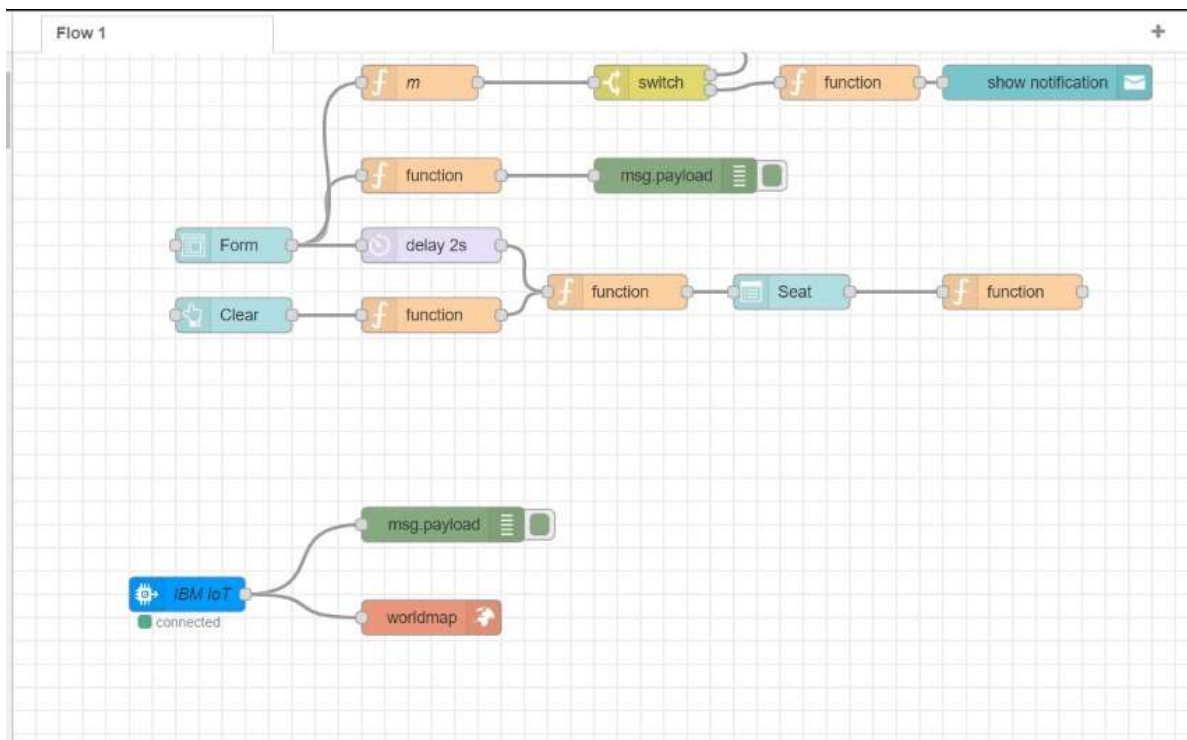 Flow 1
m
switch
function
show notification
function
msg.payload
Form
delay 2s
function
Seat
function
Clear
function
msg.payload
IBM IoT
connected
worldmap